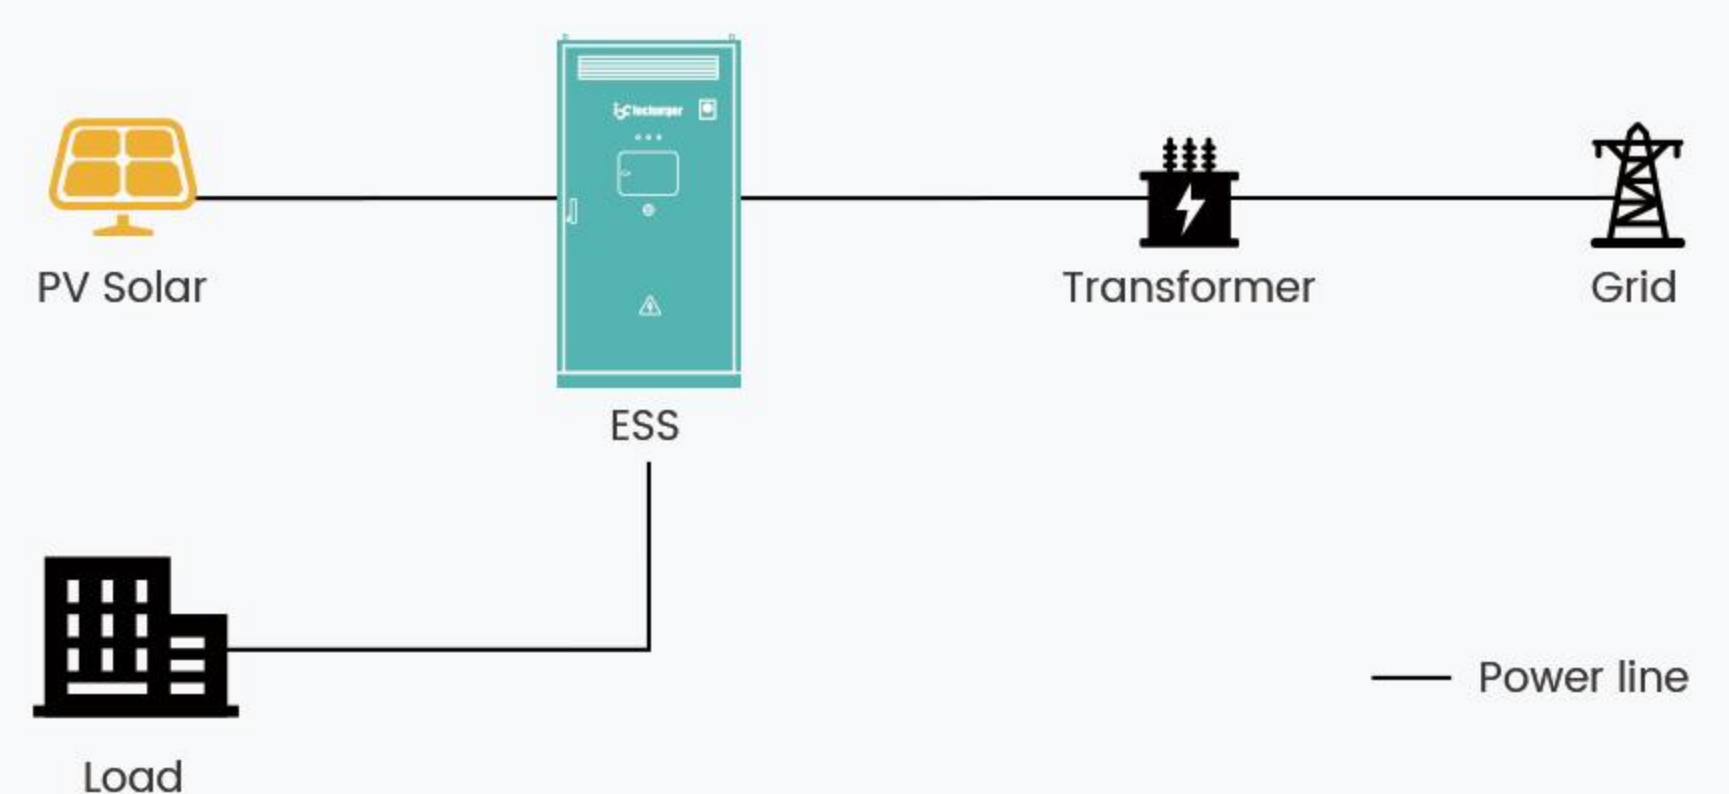 PV Solar
ESS
Transformer
Grid
Load
Power line